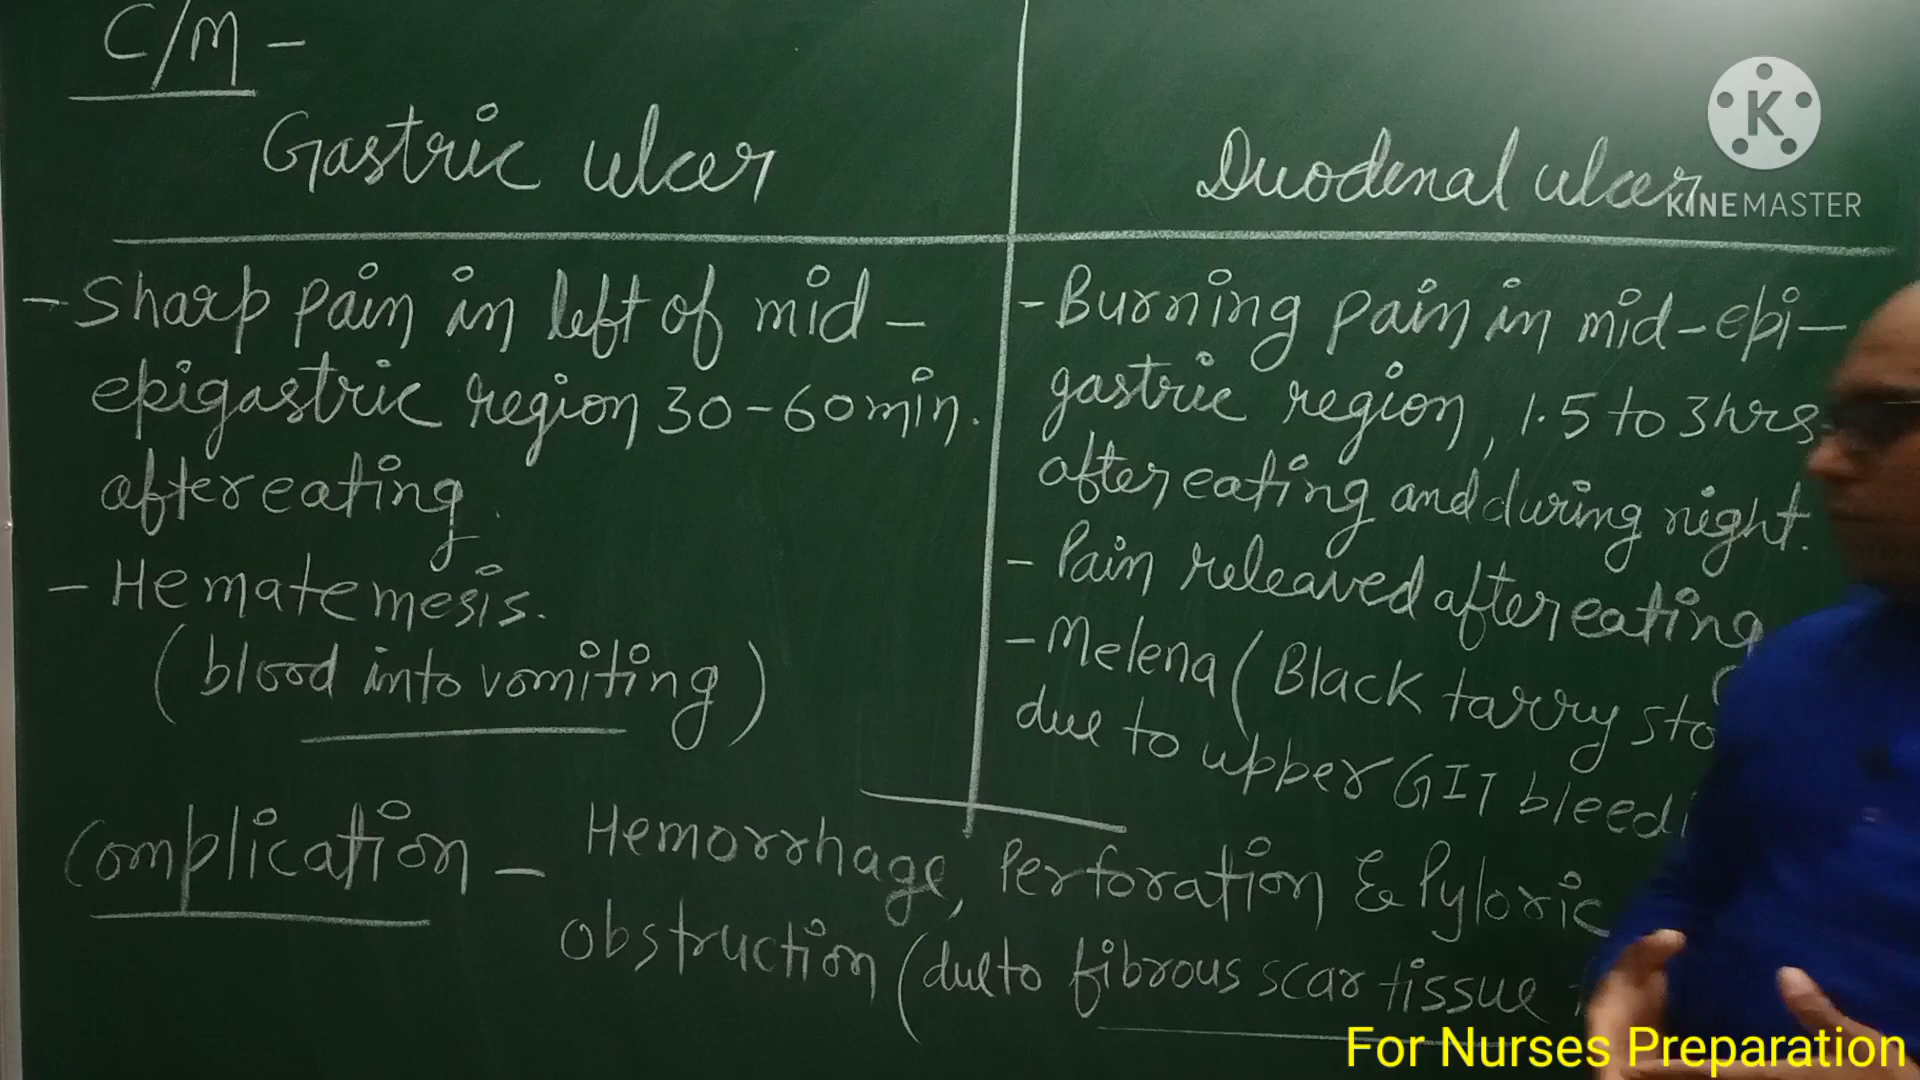 C/M -
Gastric ulcer
- Sharp pain in left of mid -
epigastric region 30-60 min.
after eating.
- Hematemesis.
(blood into vomiting)
Duodenal ulcer
- Burning pain in mid-epi-
gastric region, 1.5 to 3 hrs
after eating and during night.
- Pain releaved after eating
- Melena (Black tarry
due to upper GIT
Complication - Hemorrhage, Perforation & Pyloric
obstruction (due to fibrous scar tissue
K
KINEMASTER
For Nurses Preparation